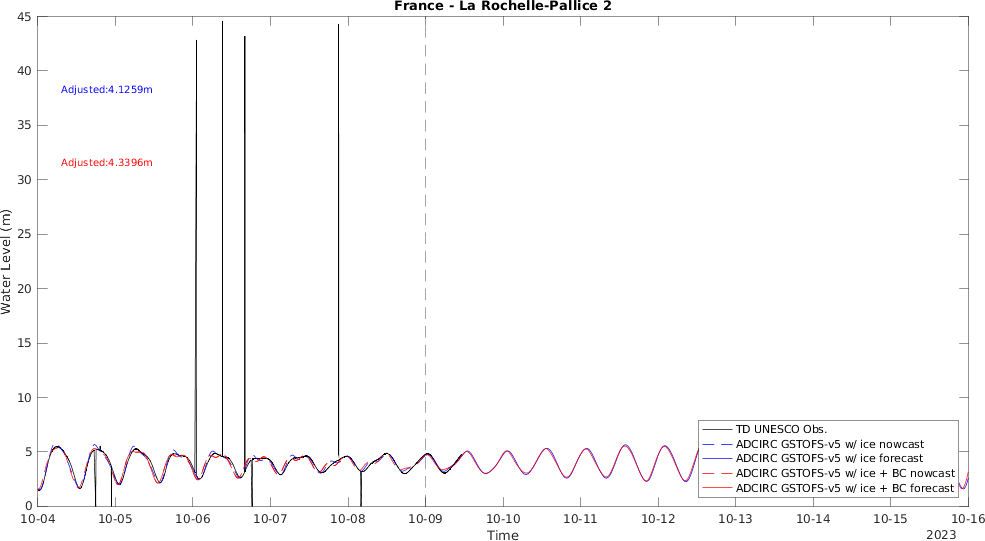 France - La Rochelle-Pallice 2
45
40
35
30
25
20
15
10
5
0
Water Level (m)
Adjusted:4.1259m
Adjusted:4.3396m
TD UNESCO Obs.
ADCIRC GSTOFS-v5 w/ ice nowcast
ADCIRC GSTOFS-v5 w/ ice forecast
ADCIRC GSTOFS-v5 w/ ice + BC nowcast
ADCIRC GSTOFS-v5 w/ ice + BC forecast
10-04 10-05 10-06 10-07 10-08 10-09 10-10 10-11 10-12 10-13 10-14 10-15 10-16
Time
2023